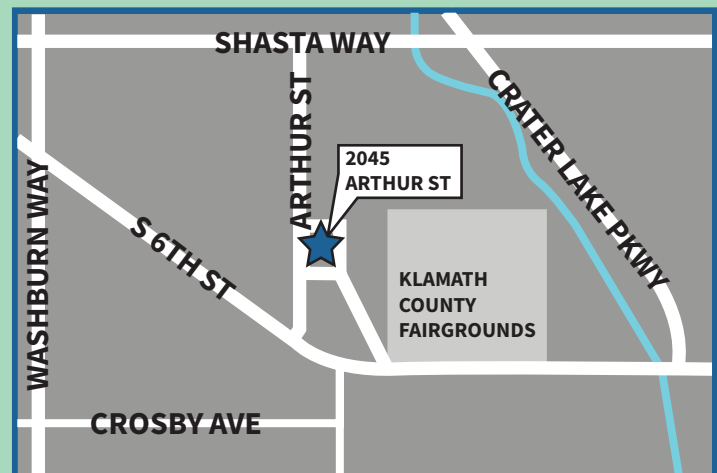 SHASTA WAY
ARTHUR ST
CRATER LAKE PKWY
2045
ARTHUR ST
WASHBURN WAY
S 6TH ST
KLAMATH
COUNTY
FAIRGROUNDS
CROSBY AVE